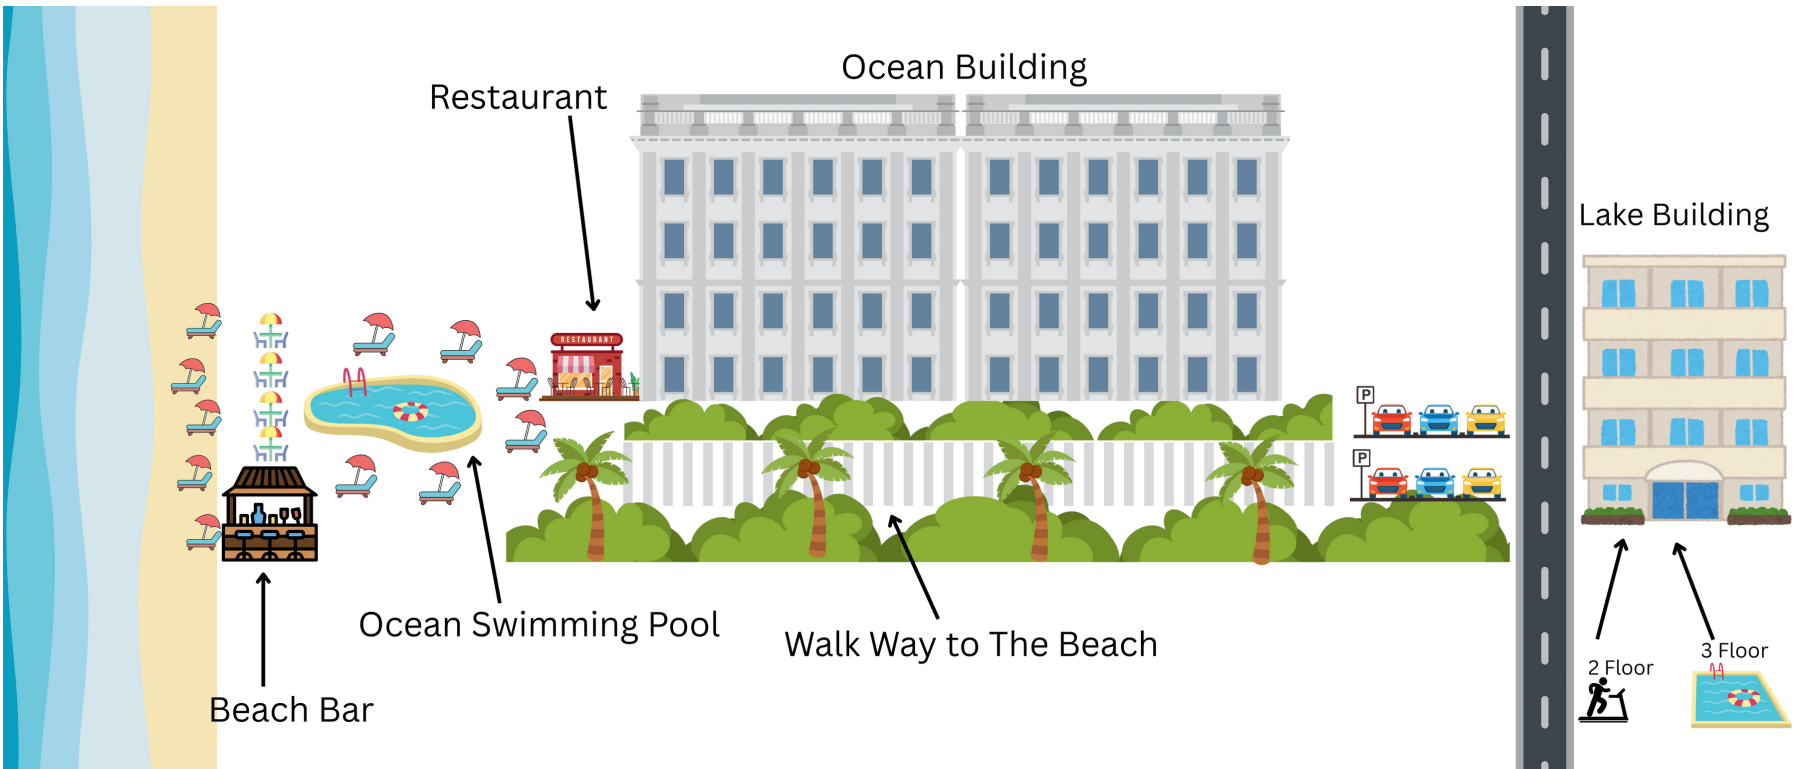 Ocean Building
Restaurant
RESTAURANT
Lake Building
P
P
Ocean Swimming Pool
Walk Way to The Beach
Beach Bar
3 Floor
2 Floor